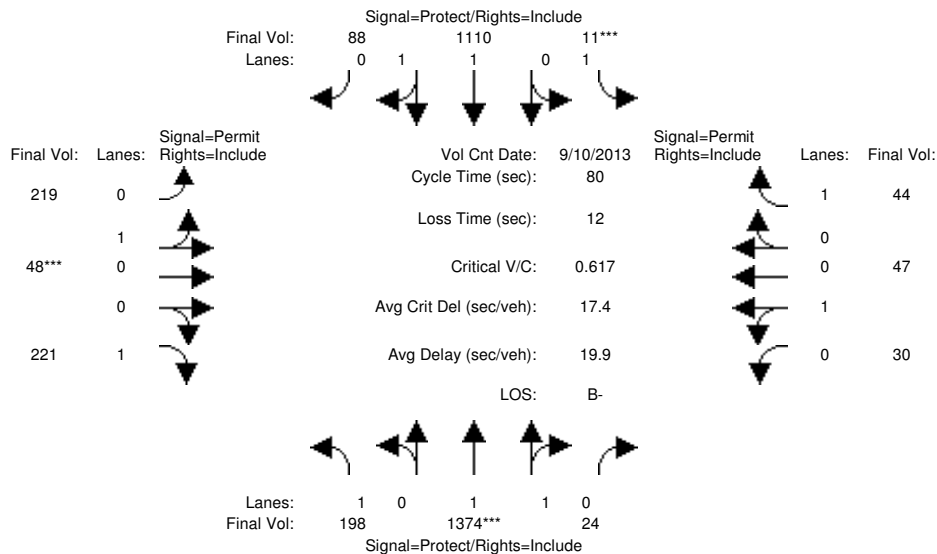 Signal=Protect/Rights=Include
Final Vol: 88 1110 11***
Lanes: 0 1 1 0 1
Signal=Permit
Final Vol: Lanes: Rights=Include
Vol Cnt Date: 9/10/2013
Signal=Permit
Rights=Include Lanes: Final Vol:
Cycle Time (sec): 80
219 0
1 44
Loss Time (sec): 12
1
0
48*** 0
Critical V/C: 0.617
0 47
0
Avg Crit Del (sec/veh): 17.4
1
221 1
Avg Delay (sec/veh): 19.9
0 30
LOS: B-
Lanes: 1 0 1 1 0
Final Vol: 198 1374*** 24
Signal=Protect/Rights=Include